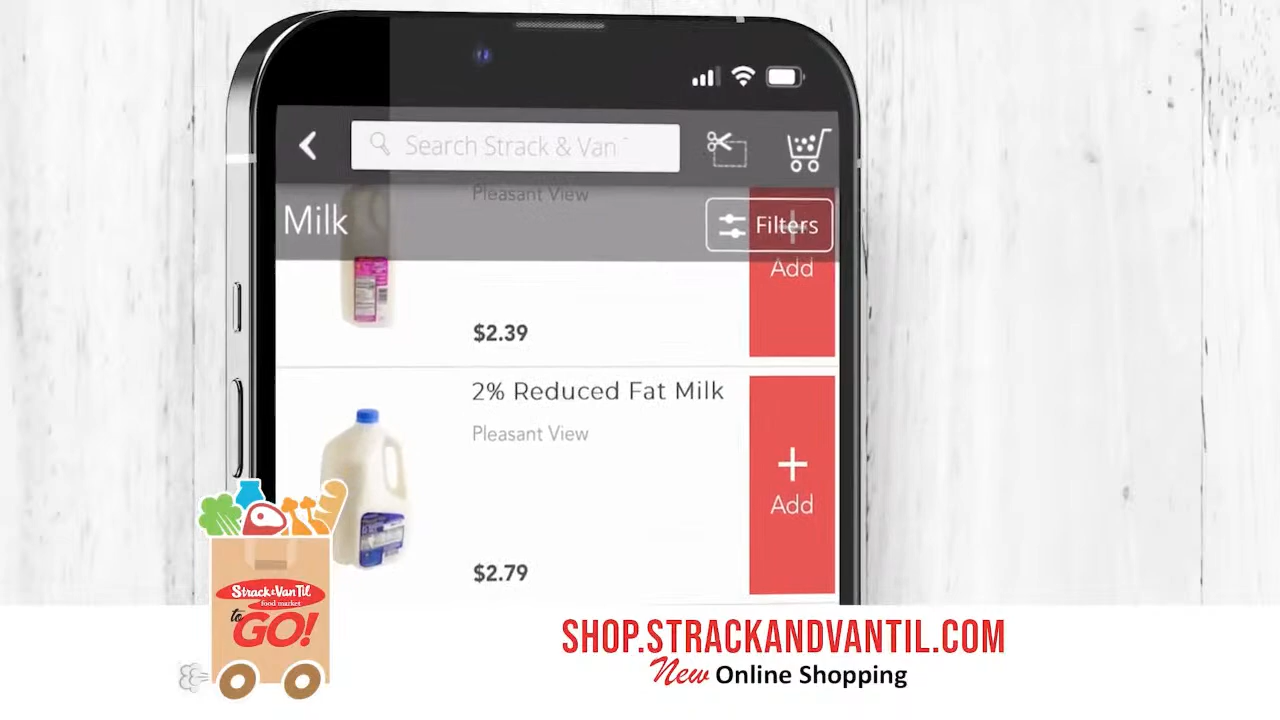 Search Strack & Van T
Pleasant View
Milk
Filters
Add
$2.39
2% Reduced Fat Milk
Pleasant View
Add
$2.79
Strack & Van Til
food market
to
GO!
SHOP.STRACKANDVANTIL.COM
New Online Shopping